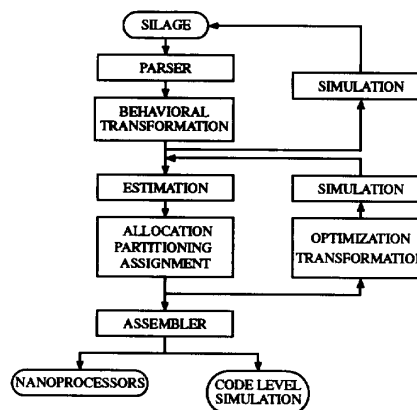 SILAGE
PARSER
SIMULATION
BEHAVIORAL
TRANSFORMATION
ESTIMATION
SIMULATION
ALLOCATION
PARTITIONING
ASSIGNMENT
OPTIMIZATION
TRANSFORMATION
ASSEMBLER
NANOPROCESSORS
CODE LEVEL
SIMULATION